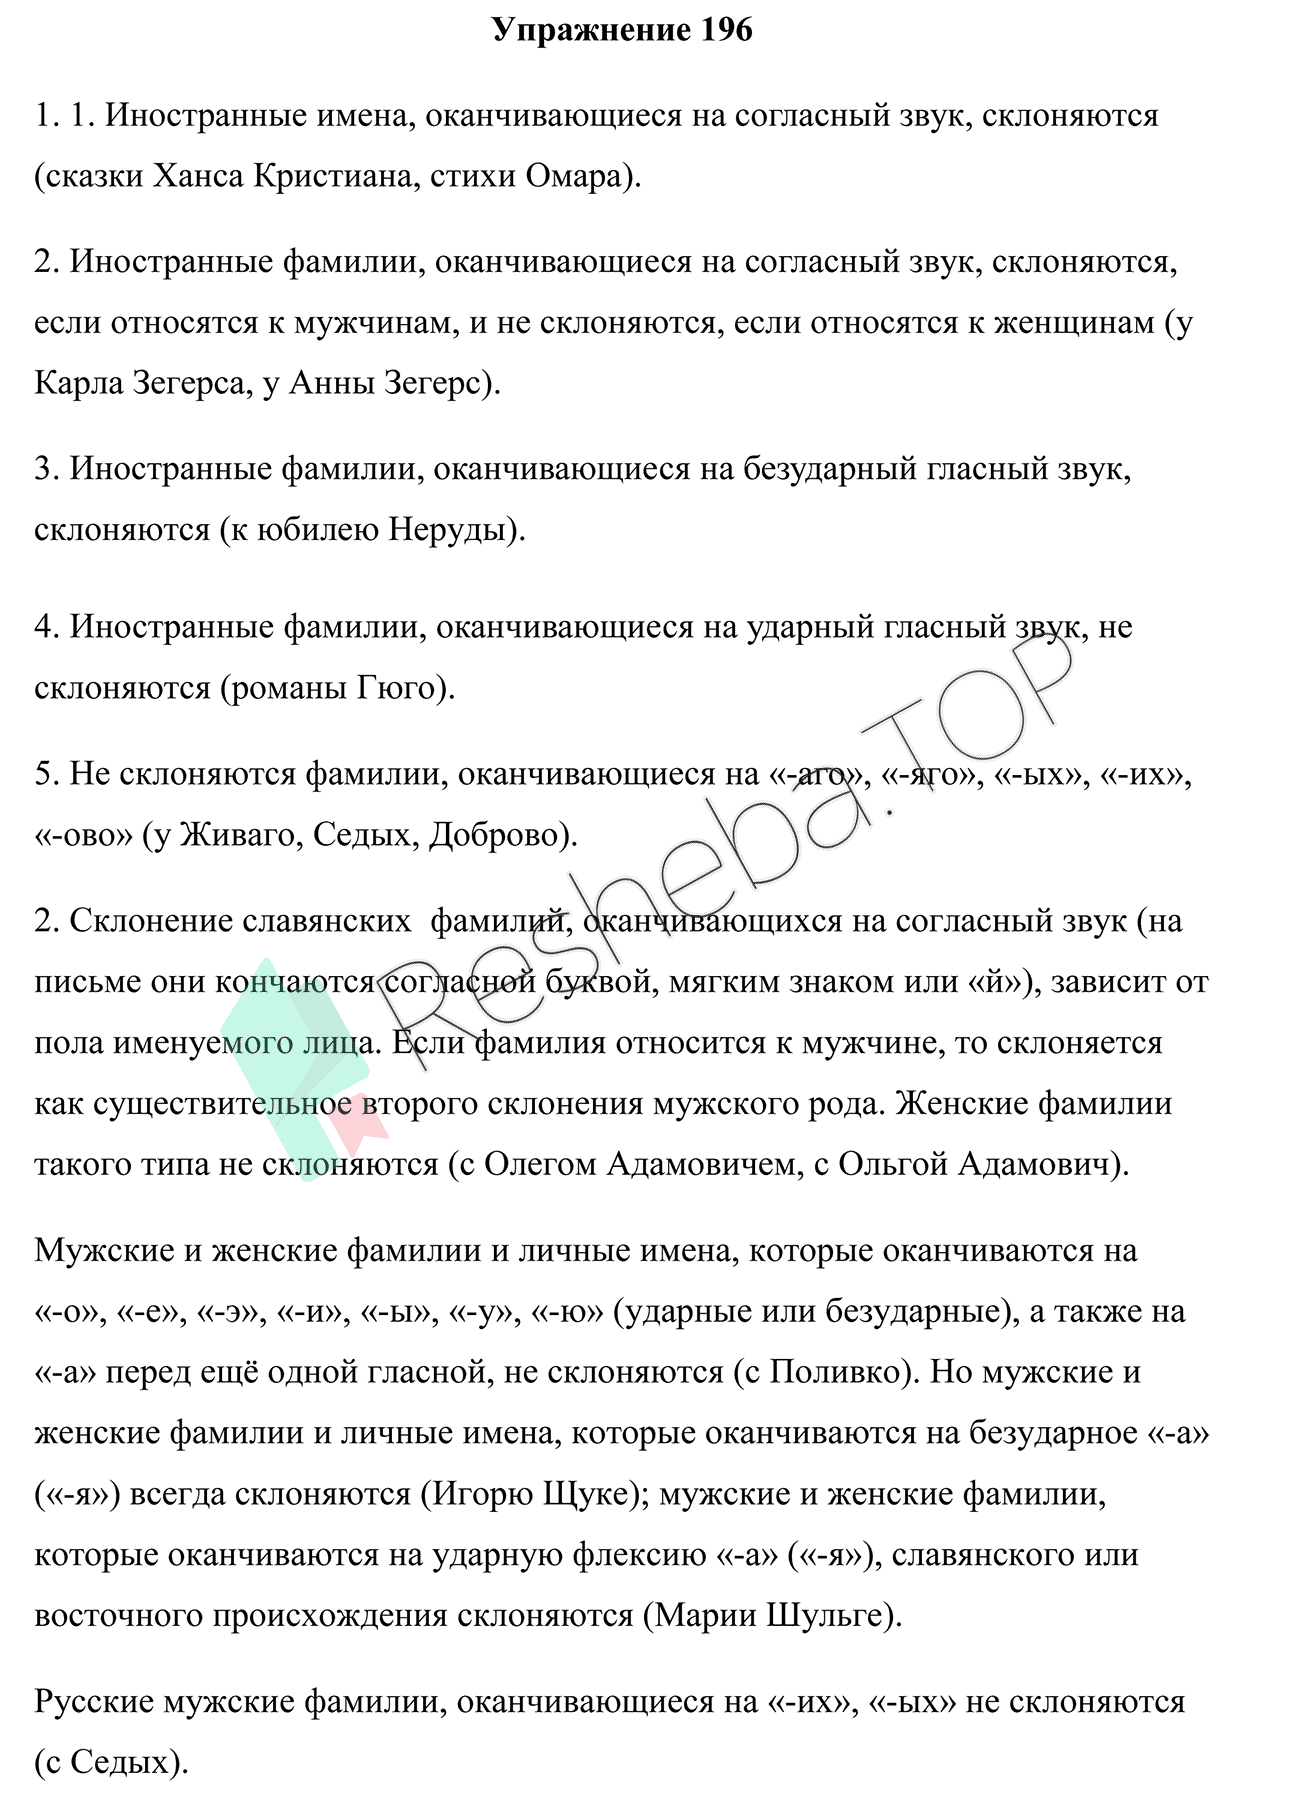 Упражнение 196
1. 1. Иностранные имена, оканчивающиеся на согласный звук, склоняются
(сказки Ханса Кристиана, стихи Омара).
2. Иностранные фамилии, оканчивающиеся на согласный звук, склоняются,
если относятся к мужчинам, и не склоняются, если относятся к женщинам (у
Карла Зегерса, у Анны Зегерс).
3. Иностранные фамилии, оканчивающиеся на безударный гласный звук,
склоняются (к юбилею Неруды).
4. Иностранные фамилии, оканчивающиеся на ударный гласный звук, не
склоняются (романы Гюго).
5. Не склоняются фамилии, оканчивающиеся на «-аго», «-яго», «-ых», «-их»,
«-ово» (у Живаго, Седых, Доброво).
2. Склонение славянских  фамилий, оканчивающихся на согласный звук (на
письме они кончаются согласной буквой, мягким знаком или «й»), зависит от
пола именуемого лица. Если фамилия относится к мужчине, то склоняется
как существительное второго склонения мужского рода. Женские фамилии
такого типа не склоняются (с Олегом Адамовичем, с Ольгой Адамович).
Мужские и женские фамилии и личные имена, которые оканчиваются на
«-о», «-е», «-э», «-и», «-ы», «-у», «-ю» (ударные или безударные), а также на
«-а» перед ещё одной гласной, не склоняются (с Поливко). Но мужские и
женские фамилии и личные имена, которые оканчиваются на безударное «-а»
(«-я») всегда склоняются (Игорю Щуке); мужские и женские фамилии,
которые оканчиваются на ударную флексию «-а» («-я»), славянского или
восточного происхождения склоняются (Марии Шульге).
Русские мужские фамилии, оканчивающиеся на «-их», «-ых» не склоняются
(с Седых).
Resheba.TOP